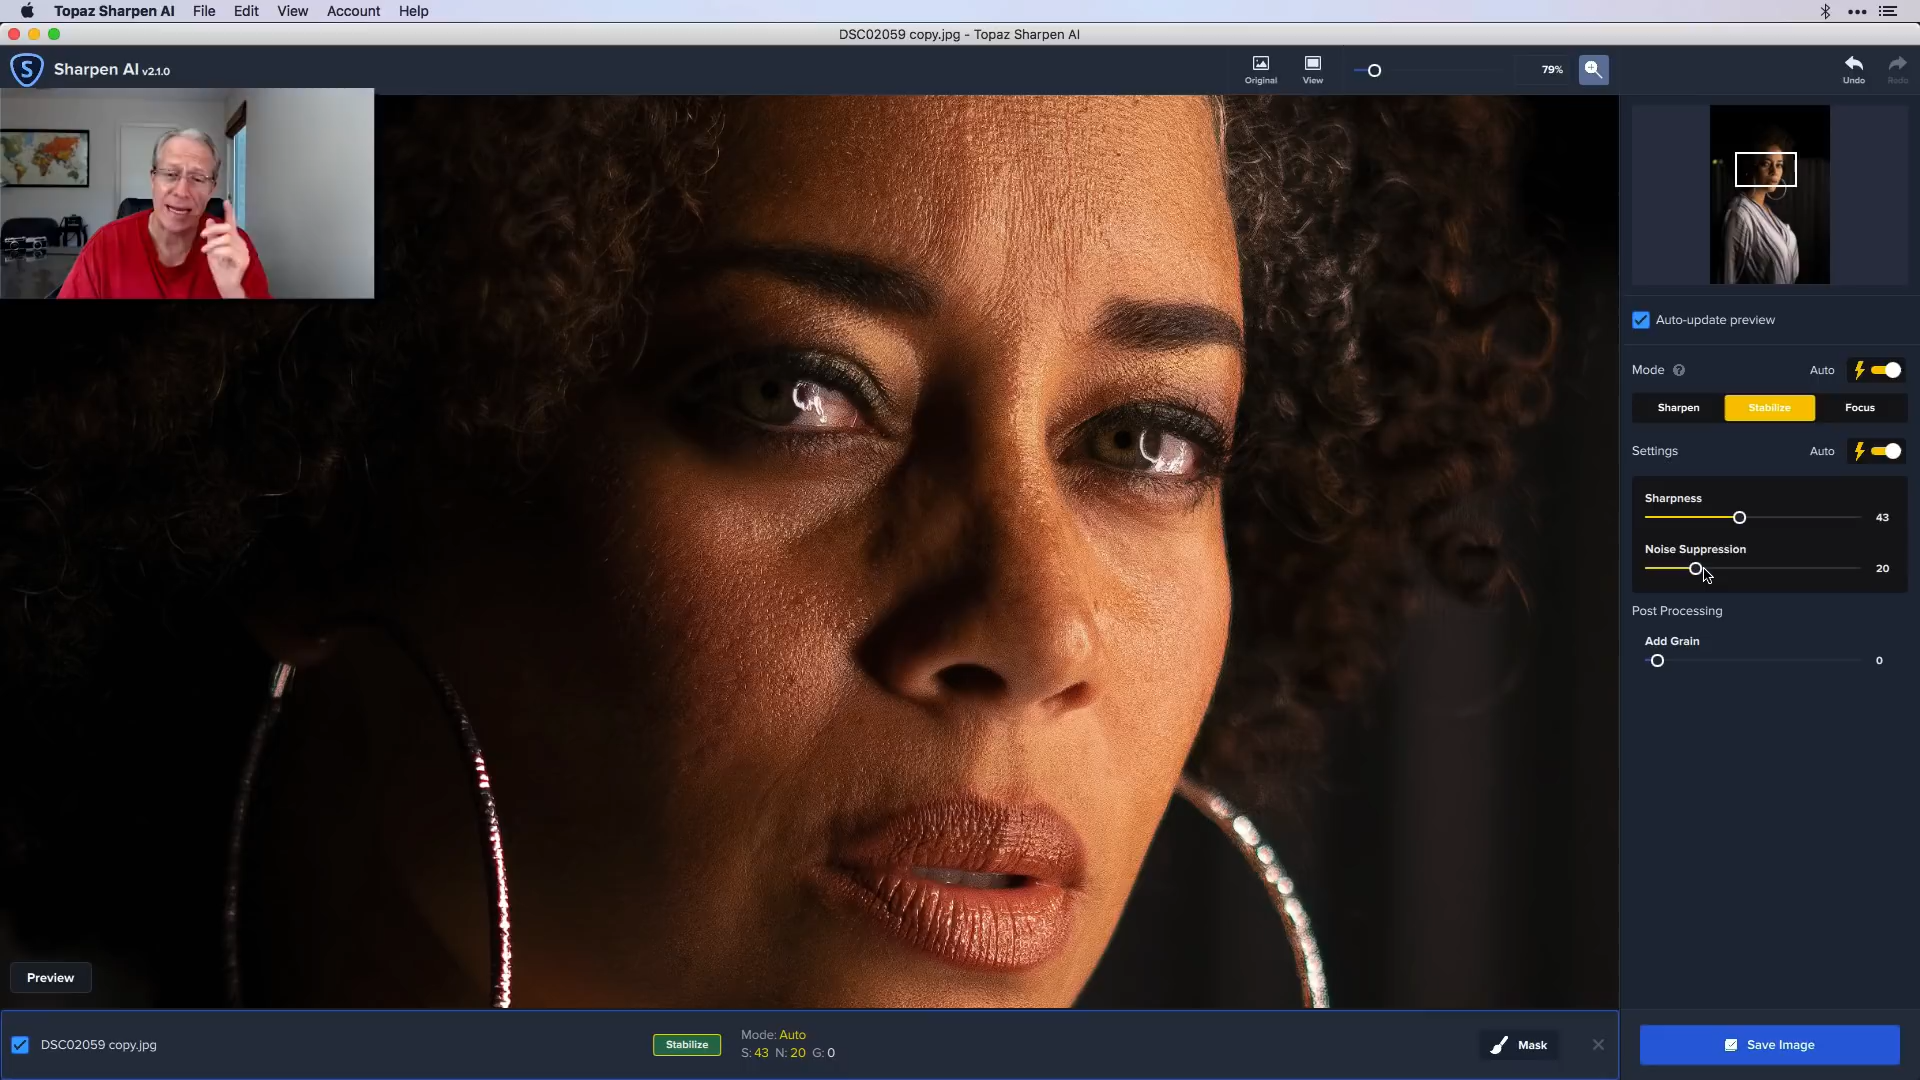 Topaz Sharpen AI File Edit View Account Help
DSC02059 copy.jpg - Topaz Sharpen AI
Sharpen AI v2.1.0
Original View 79% Undo Redo
Auto-update preview
Mode Auto
Sharpen Stabilize Focus
Settings Auto
Sharpness
43
Noise Suppression
20
Post Processing
Add Grain
0
Preview
DSC02059 copy.jpg Stabilize
Mode: Auto
S: 43 N: 20 G: 0
Mask
Save Image